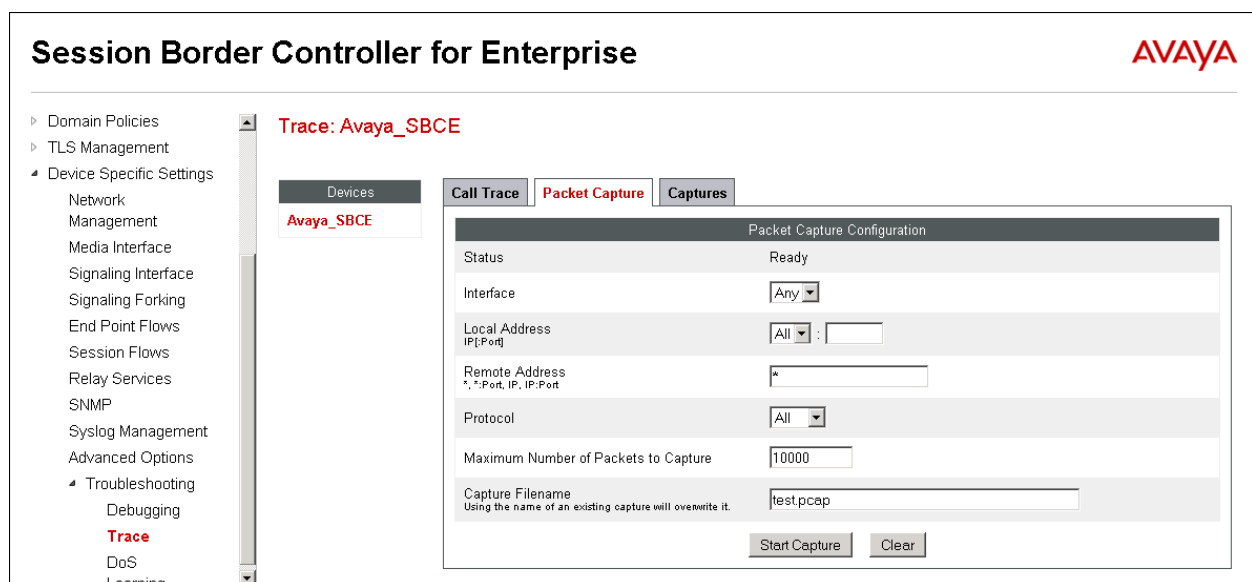 Session Border Controller for Enterprise
AVAYA
Domain Policies
TLS Management
Device Specific Settings
Network
Management
Media Interface
Signaling Interface
Signaling Forking
End Point Flows
Session Flows
Relay Services
SNMP
Syslog Management
Advanced Options
Troubleshooting
Debugging
Trace
DoS
Learning
Trace: Avaya_SBCE
Devices
Avaya_SBCE
Call Trace
Packet Capture
Captures
Packet Capture Configuration
Status Ready
Interface Any
Local Address
IP[:Port]
All :
Remote Address
*, *:Port, IP, IP:Port
*
Protocol All
Maximum Number of Packets to Capture 10000
Capture Filename
Using the name of an existing capture will overwrite it.
test.pcap
Start Capture Clear